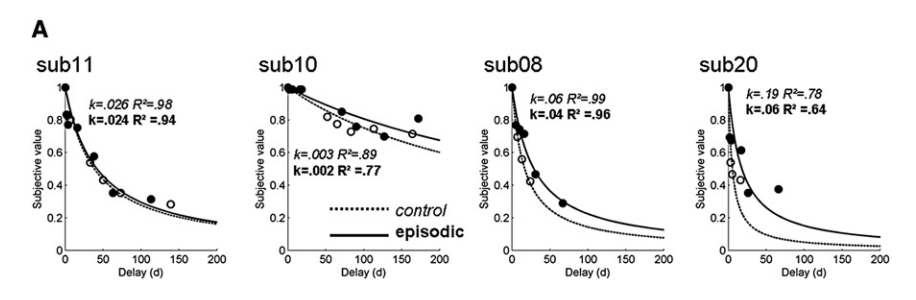 A
sub11
1
0.8
0.6
0.4
0.2
0
Subjective value
k=.026 R²=.98
k=.024 R² =.94
0 50 100 150 200
Delay (d)
sub10
1
0.8
0.6
0.4
0.2
0
Subjective value
k=.003 R²=.89
k=.002 R² =.77
control
episodic
0 50 100 150 200
Delay (d)
sub08
1
0.8
0.6
0.4
0.2
0
Subjective value
k=.06 R²=.99
k=.04 R² =.96
0 50 100 150 200
Delay (d)
sub20
1
0.8
0.6
0.4
0.2
0
Subjective value
k=.19 R²=.78
k=.06 R² =.64
0 50 100 150 200
Delay (d)